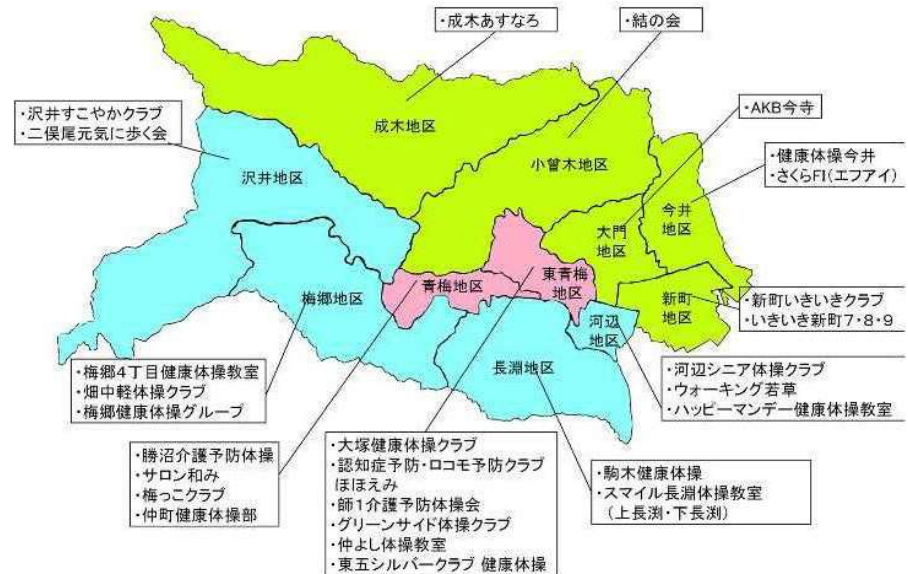 ・成木あすなろ
・結の会
・沢井すこやかクラブ
・二俣尾元気に歩く会
・AKB今寺
・健康体操今井
・さくらFI(エフアイ)
成木地区
小曾木地区
沢井地区
今井
地区
大門
地区
東青梅
地区
青梅地区
梅郷地区
新町
地区
河辺
地区
長淵地区
・新町いきいきクラブ
・いきいき新町7・8・9
・梅郷4丁目健康体操教室
・畑中軽体操クラブ
・梅郷健康体操グループ
・河辺シニア体操クラブ
・ウォーキング若草
・ハッピーマンデー健康体操教室
・勝沼介護予防体操
・サロン和み
・梅っこクラブ
・仲町健康体操部
・大塚健康体操クラブ
・認知症予防・ロコモ予防クラブ
ほほえみ
・師1介護予防体操会
・グリーンサイド体操クラブ
・仲よし体操教室
・東五シルバークラブ 健康体操
・駒木健康体操
・スマイル長淵体操教室
(上長渕・下長渕)